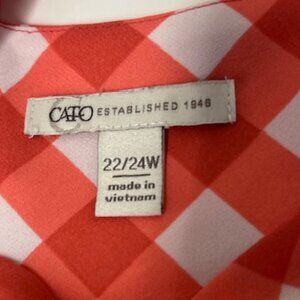 CATO ESTABLISHED 1946
22/24W
made in
vietnam